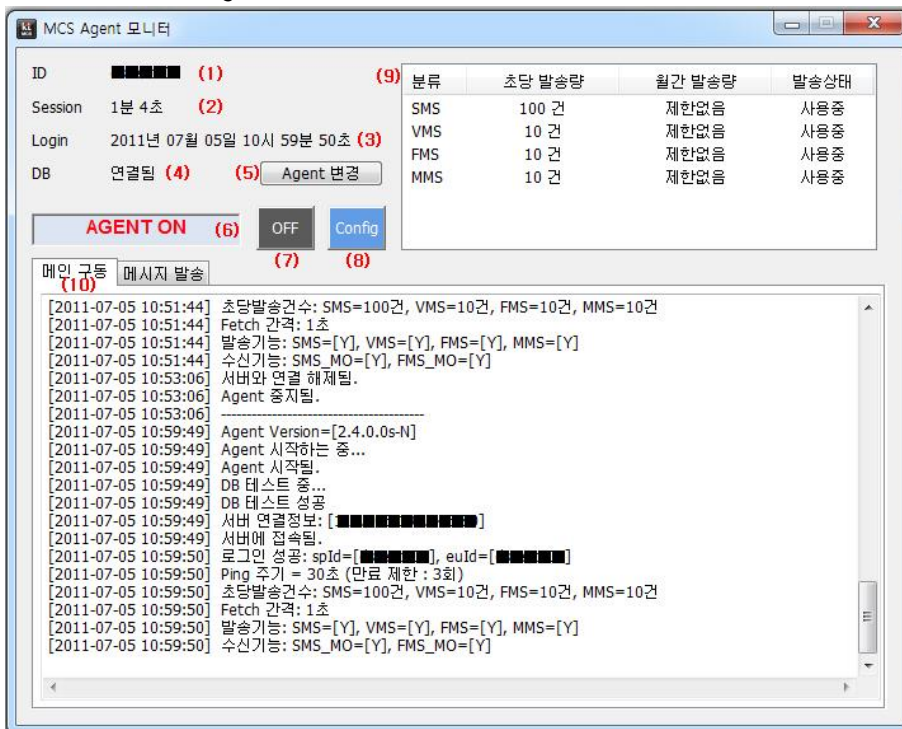 kt
MCS Agent 모니터
ID (1)
Session 1분 4초 (2)
Login 2011년 07월 05일 10시 59분 50초 (3)
DB 연결됨 (4) (5) Agent 변경
AGENT ON (6) OFF Config
(7) (8)
(9) 분류 초당 발송량 월간 발송량 발송상태
SMS 100 건 제한없음 사용중
VMS 10 건 제한없음 사용중
FMS 10 건 제한없음 사용중
MMS 10 건 제한없음 사용중
메인 구동 메시지 발송
(10)
[2011-07-05 10:51:44] 초당발송건수: SMS=100건, VMS=10건, FMS=10건, MMS=10건
[2011-07-05 10:51:44] Fetch 간격: 1초
[2011-07-05 10:51:44] 발송기능: SMS=[Y], VMS=[Y], FMS=[Y], MMS=[Y]
[2011-07-05 10:51:44] 수신기능: SMS_MO=[Y], FMS_MO=[Y]
[2011-07-05 10:53:06] 서버와 연결 해제됨.
[2011-07-05 10:53:06] Agent 중지됨.
[2011-07-05 10:53:06] ----------------------------------------
[2011-07-05 10:59:49] Agent Version=[2.4.0.0s-N]
[2011-07-05 10:59:49] Agent 시작하는 중...
[2011-07-05 10:59:49] Agent 시작됨.
[2011-07-05 10:59:49] DB 테스트 중...
[2011-07-05 10:59:49] DB 테스트 성공
[2011-07-05 10:59:49] 서버 연결정보: [ ]
[2011-07-05 10:59:49] 서버에 접속됨.
[2011-07-05 10:59:50] 로그인 성공: spId=[ ], euId=[ ]
[2011-07-05 10:59:50] Ping 주기 = 30초 (만료 제한 : 3회)
[2011-07-05 10:59:50] 초당발송건수: SMS=100건, VMS=10건, FMS=10건, MMS=10건
[2011-07-05 10:59:50] Fetch 간격: 1초
[2011-07-05 10:59:50] 발송기능: SMS=[Y], VMS=[Y], FMS=[Y], MMS=[Y]
[2011-07-05 10:59:50] 수신기능: SMS_MO=[Y], FMS_MO=[Y]